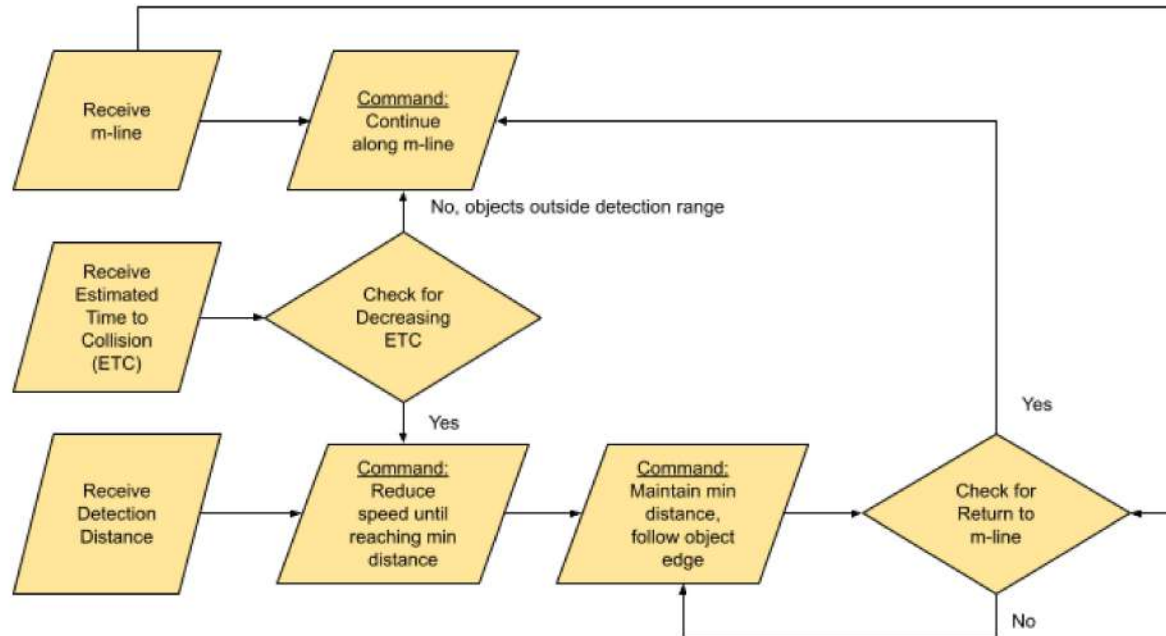 Receive
m-line
Command:
Continue
along m-line
No, objects outside detection range
Receive
Estimated
Time to
Collision
(ETC)
Check for
Decreasing
ETC
Yes
Yes
Receive
Detection
Distance
Command:
Reduce
speed until
reaching min
distance
Command:
Maintain min
distance,
follow object
edge
Check for
Return to
m-line
No